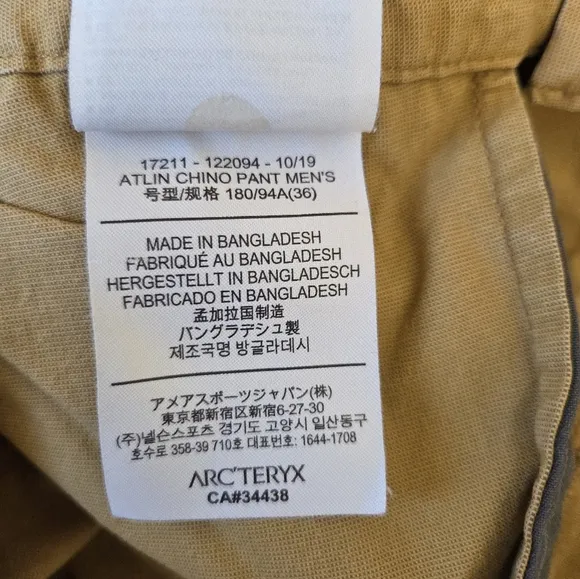 17211 - 122094 - 10/19
ATLIN CHINO PANT MEN'S
号型/规格 180/94A(36)
MADE IN BANGLADESH
FABRIQUÉ AU BANGLADESH
HERGESTELLT IN BANGLADESCH
FABRICADO EN BANGLADESH
孟加拉国制造
バングラデシュ製
제조국명 방글라데시
アメアスポーツジャパン(株)
東京都新宿区新宿6-27-30
(주)넬슨스포츠 경기도 고양시 일산동구
호수로 358-39 710호 대표번호: 1644-1708
ARC'TERYX
CA#34438